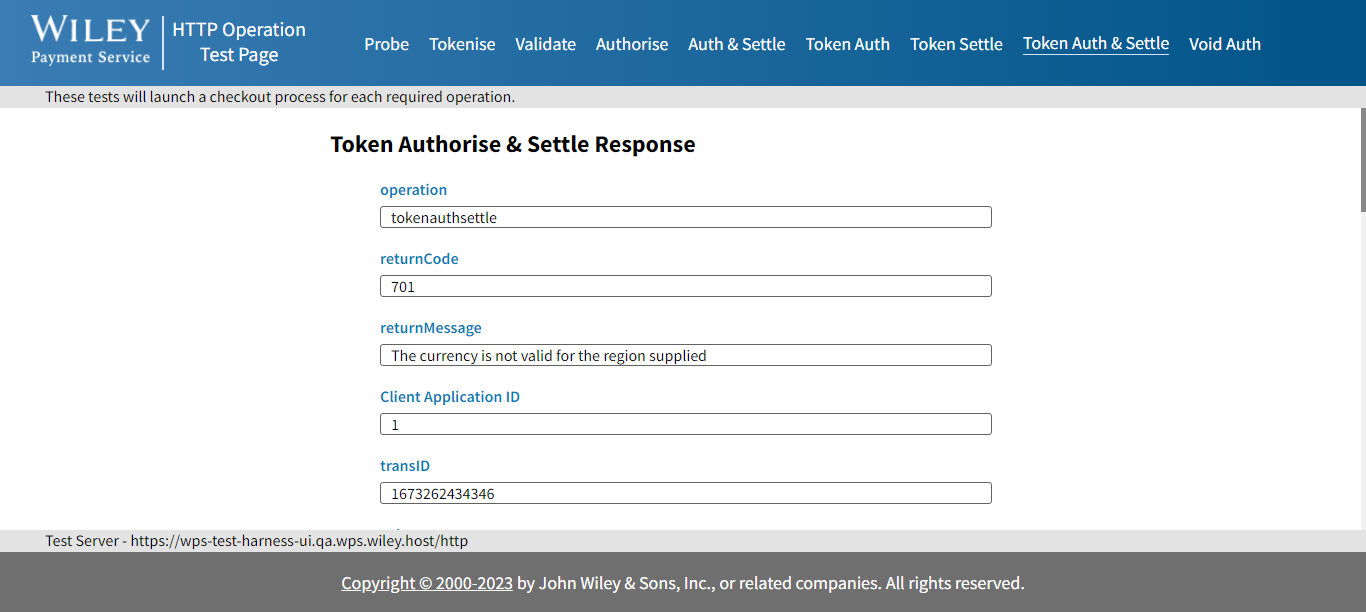 WILEY
Payment Service
HTTP Operation
Test Page
Probe Tokenise Validate Authorise Auth & Settle Token Auth Token Settle Token Auth & Settle Void Auth
These tests will launch a checkout process for each required operation.
Token Authorise & Settle Response
operation
tokenauthsettle
returnCode
701
returnMessage
The currency is not valid for the region supplied
Client Application ID
1
transID
1673262434346
Test Server - https://wps-test-harness-ui.qa.wps.wiley.host/http
Copyright © 2000-2023 by John Wiley & Sons, Inc., or related companies. All rights reserved.